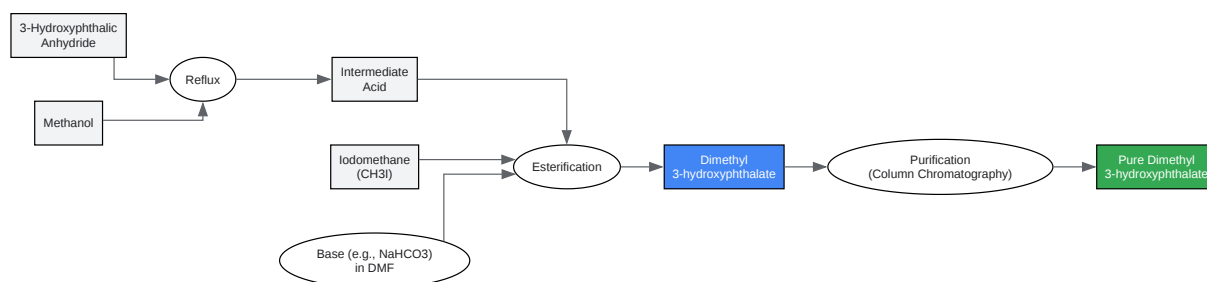 3-Hydroxyphthalic
Anhydride
Methanol
Reflux
Intermediate
Acid
Iodomethane
(CH3I)
Base (e.g., NaHCO3)
in DMF
Esterification
Dimethyl
3-hydroxyphthalate
Purification
(Column Chromatography)
Pure Dimethyl
3-hydroxyphthalate